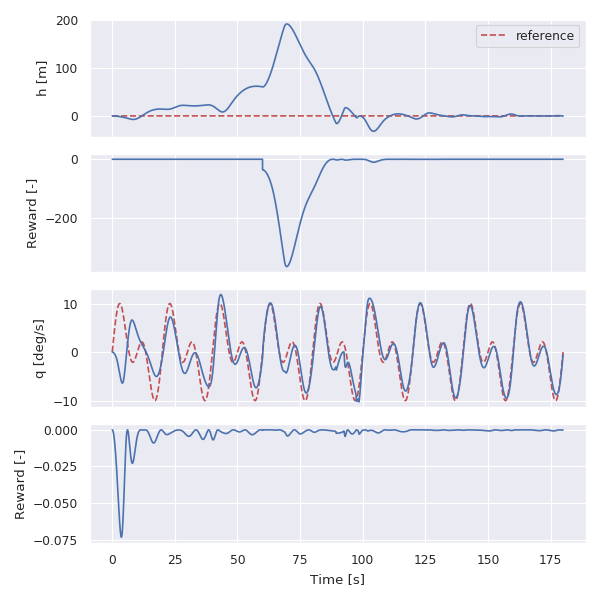 200
100
0
h [m]
reference
0
−200
Reward [-]
10
0
−10
q [deg/s]
0.000
−0.025
−0.050
−0.075
Reward [-]
0 25 50 75 100 125 150 175
Time [s]